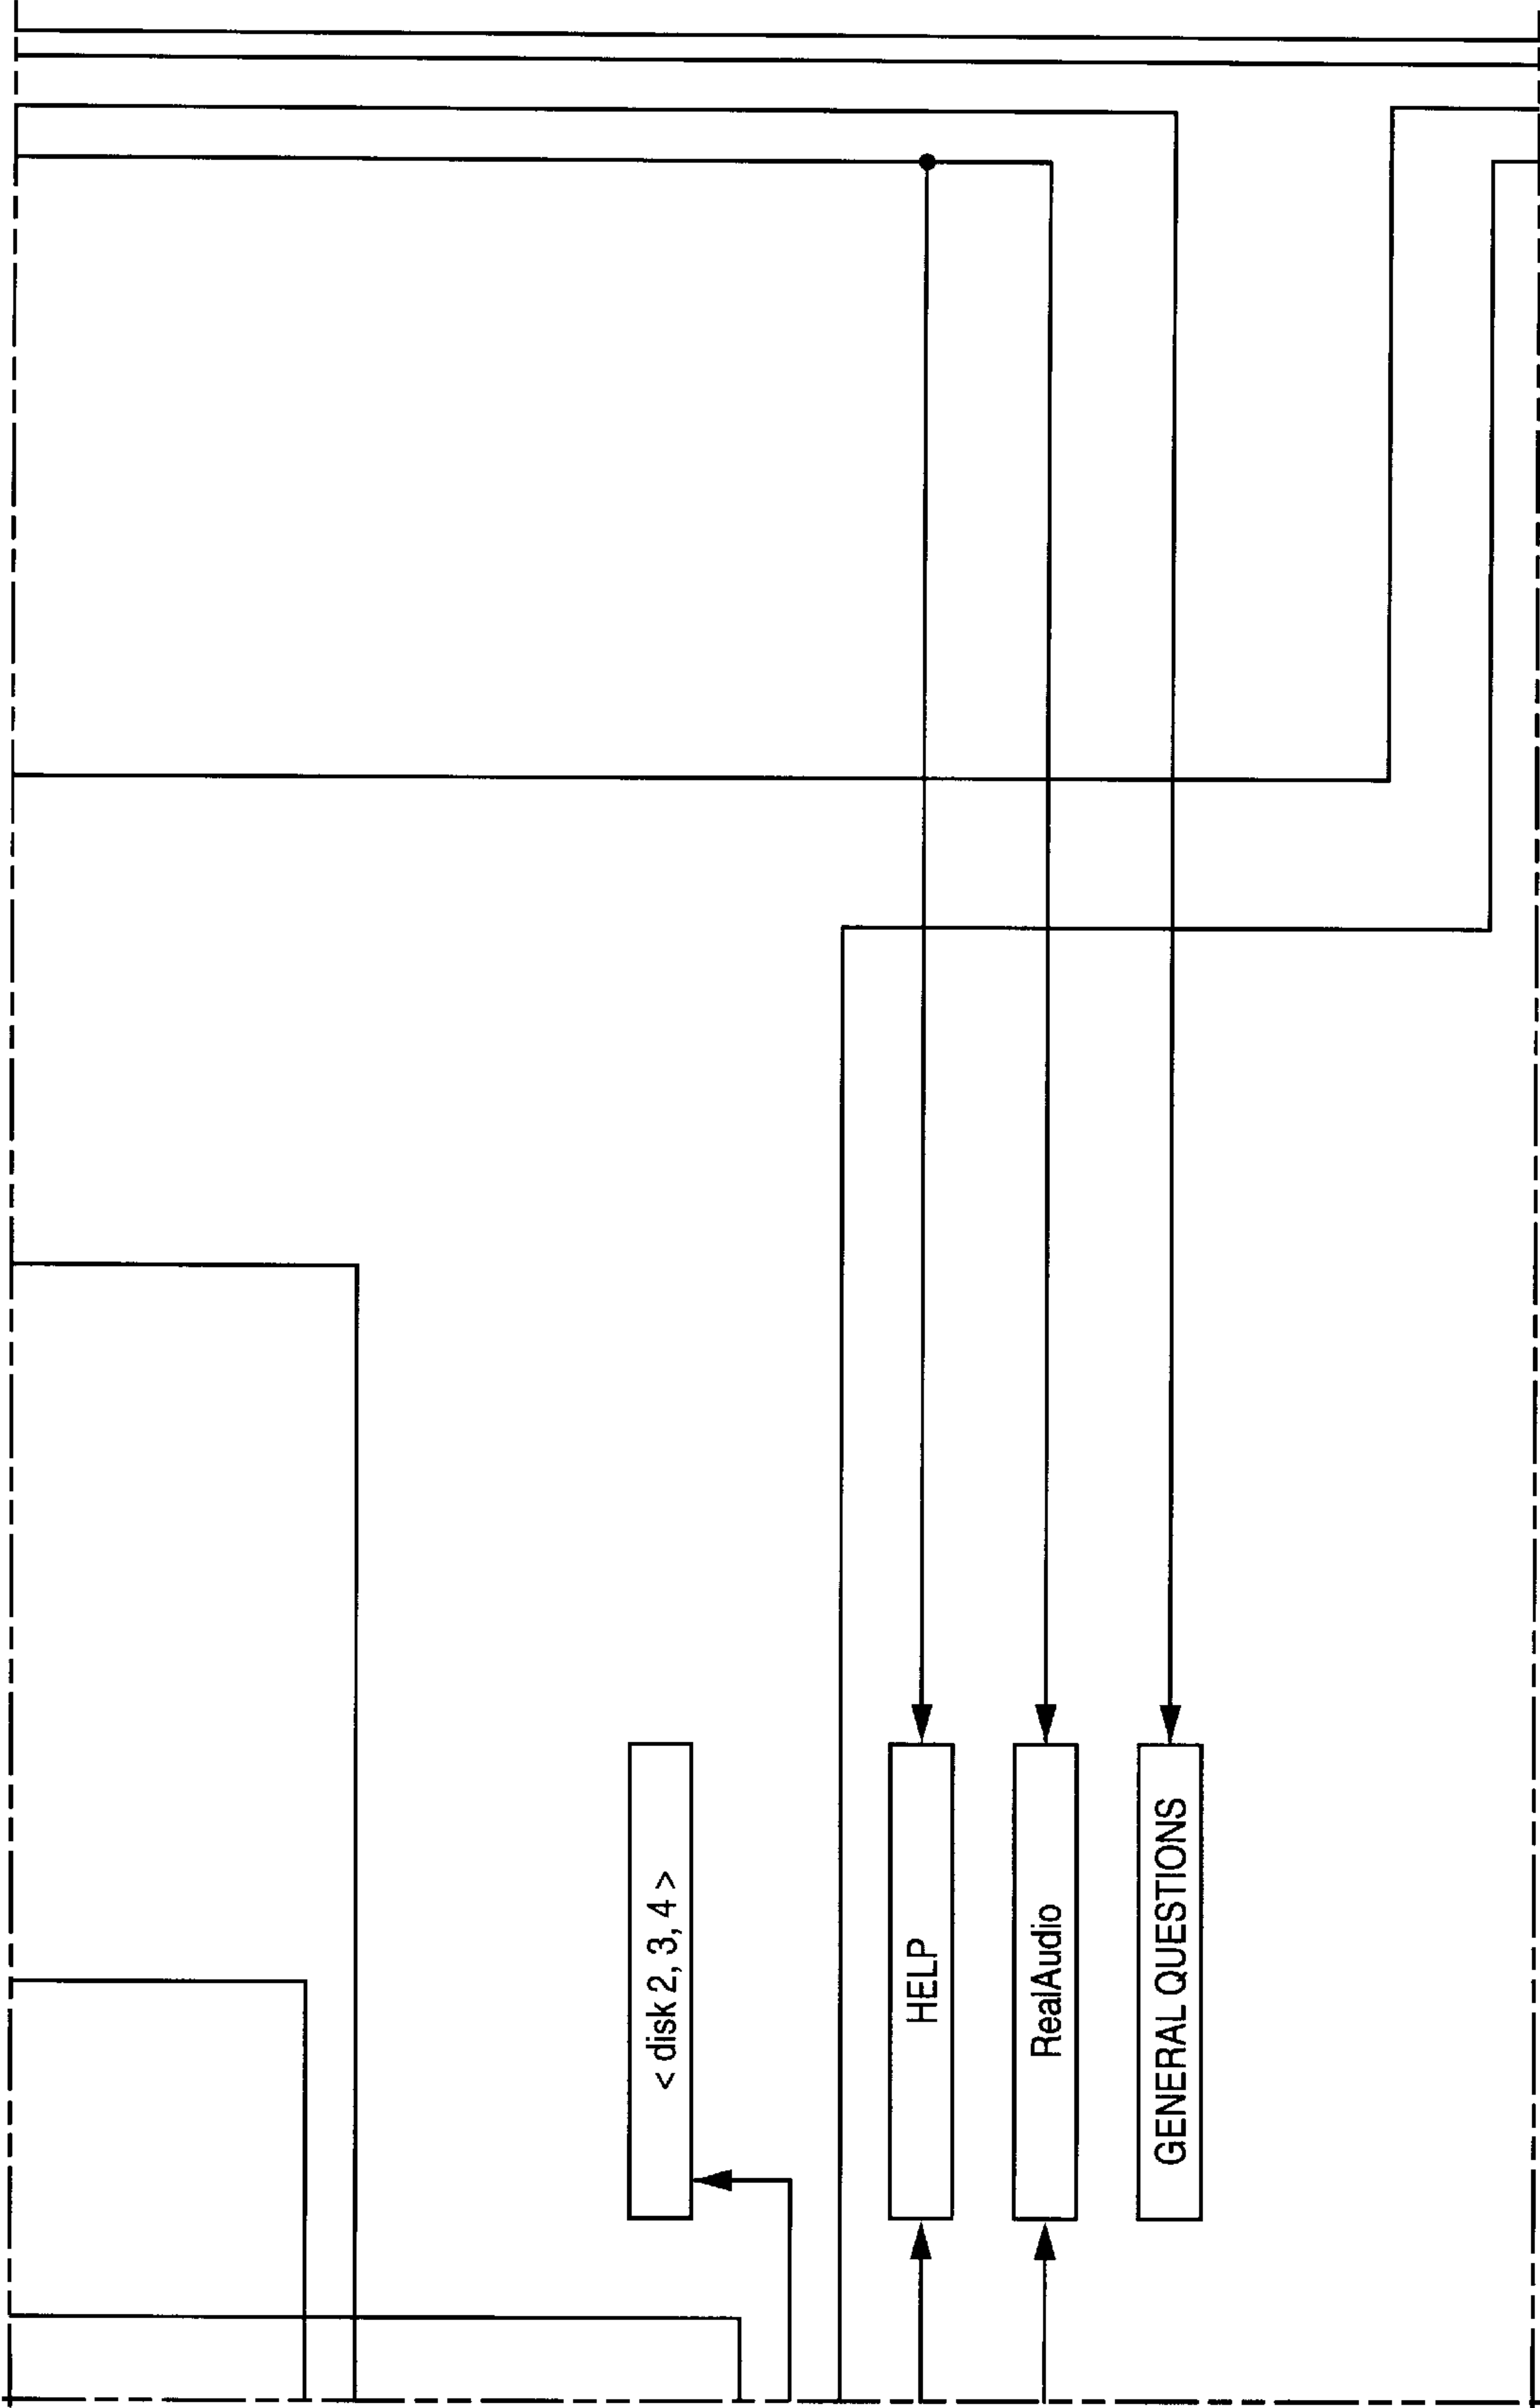 < disk 2, 3, 4 >
HELP
RealAudio
GENERAL QUESTIONS